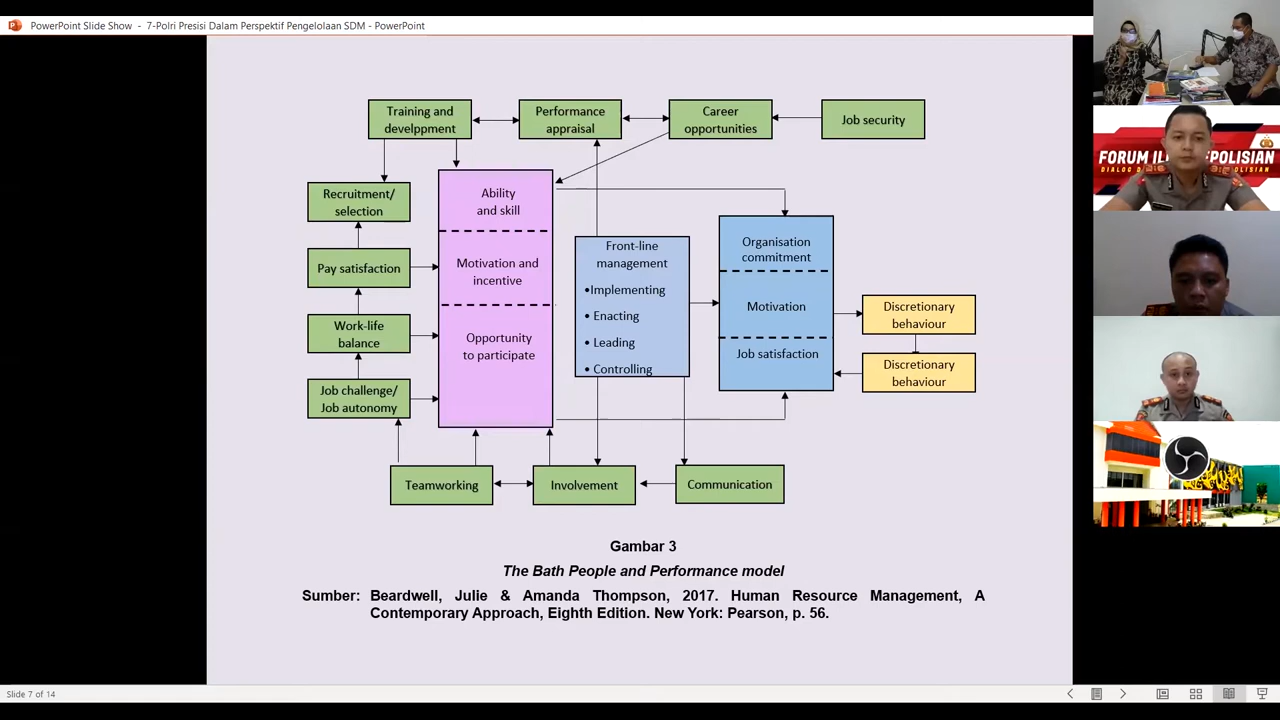 PowerPoint Slide Show - 7-Polri Presisi Dalam Perspektif Pengelolaan SDM - PowerPoint
Training and
develppment
Performance
appraisal
Career
opportunities
Job security
Recruitment/
selection
Pay satisfaction
Work-life
balance
Job challenge/
Job autonomy
Ability
and skill
Motivation and
incentive
Opportunity
to participate
Front-line
management
•Implementing
• Enacting
• Leading
• Controlling
Organisation
commitment
Motivation
Job satisfaction
Discretionary
behaviour
Discretionary
behaviour
Teamworking
Involvement
Communication
Gambar 3
The Bath People and Performance model
Sumber: Beardwell, Julie & Amanda Thompson, 2017. Human Resource Management, A
Contemporary Approach, Eighth Edition. New York: Pearson, p. 56.
Slide 7 of 14
FORUM